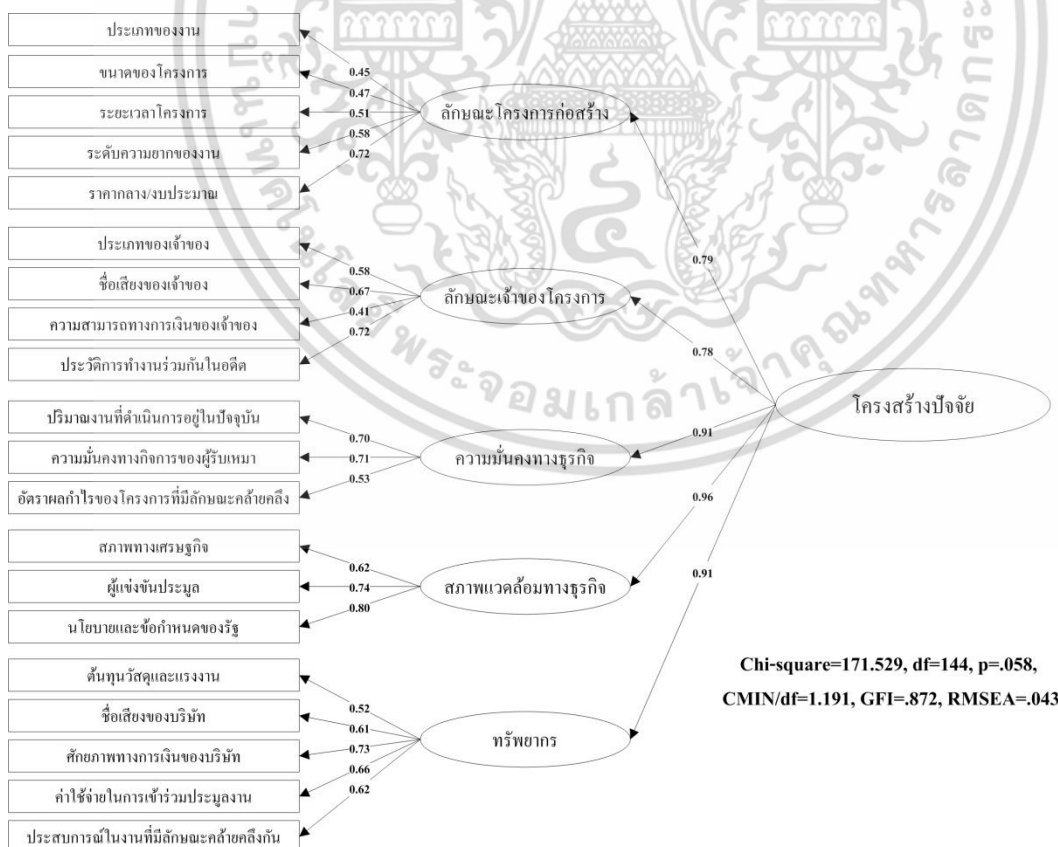 ประเภทของงาน
ขนาดของโครงการ
ระยะเวลาโครงการ
ระดับความยากของงาน
ราคากลาง/งบประมาณ
0.45
0.47
0.51
0.58
0.72
ลักษณะโครงการก่อสร้าง
ประเภทของเจ้าของ
ชื่อเสียงของเจ้าของ
ความสามารถทางการเงินของเจ้าของ
ประวัติการทำงานร่วมกันในอดีต
0.58
0.67
0.41
0.72
ลักษณะเจ้าของโครงการ
ปริมาณงานที่ดำเนินการอยู่ในปัจจุบัน
ความมั่นคงทางกิจการของผู้รับเหมา
อัตราผลกำไรของโครงการที่มีลักษณะคล้ายคลึง
0.70
0.71
0.53
ความมั่นคงทางธุรกิจ
สภาพทางเศรษฐกิจ
ผู้แข่งขันประมูล
นโยบายและข้อกำหนดของรัฐ
0.62
0.74
0.80
สภาพแวดล้อมทางธุรกิจ
ต้นทุนวัสดุและแรงงาน
ชื่อเสียงของบริษัท
ศักยภาพทางการเงินของบริษัท
ค่าใช้จ่ายในการเข้าร่วมประมูลงาน
ประสบการณ์ในงานที่มีลักษณะคล้ายคลึงกัน
0.52
0.61
0.73
0.66
0.62
ทรัพยากร
0.79
0.78
0.91
0.96
0.91
โครงสร้างปัจจัย
Chi-square=171.529, df=144, p=.058,
CMIN/df=1.191, GFI=.872, RMSEA=.043
พระจอมเกล้าเจ้าคุณทหารลาดกระ